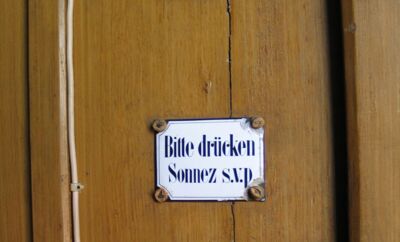 Bitte drücken
Sonnez s.v.p